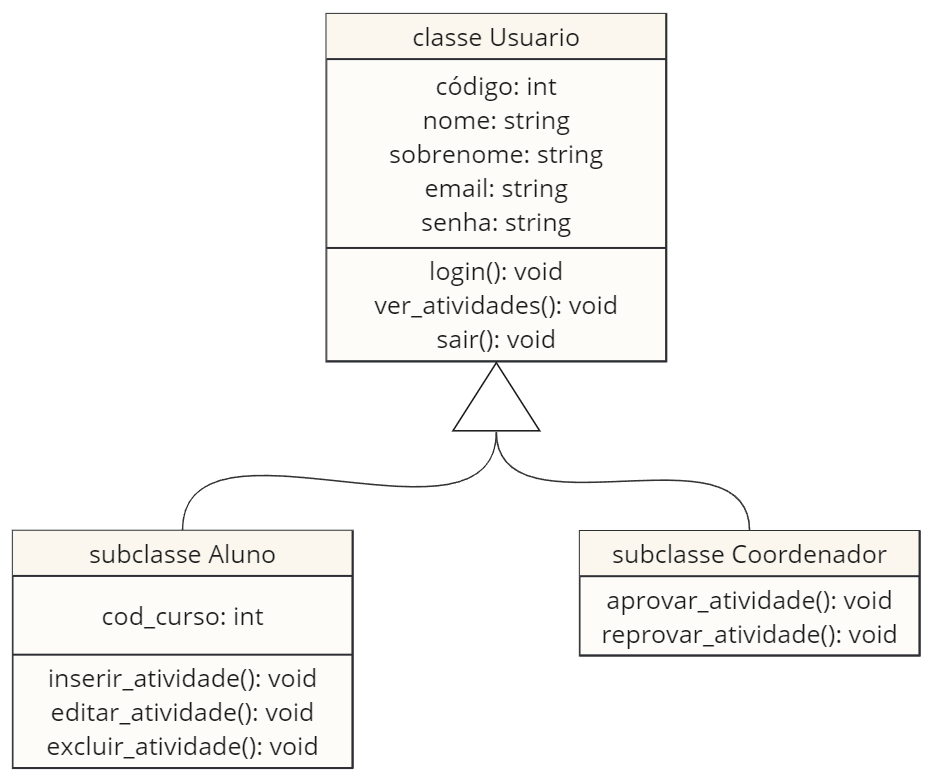 classe Usuario
código: int
nome: string
sobrenome: string
email: string
senha: string
login(): void
ver_atividades(): void
sair(): void
subclasse Aluno
cod_curso: int
inserir_atividade(): void
editar_atividade(): void
excluir_atividade(): void
subclasse Coordenador
aprovar_atividade(): void
reprovar_atividade(): void